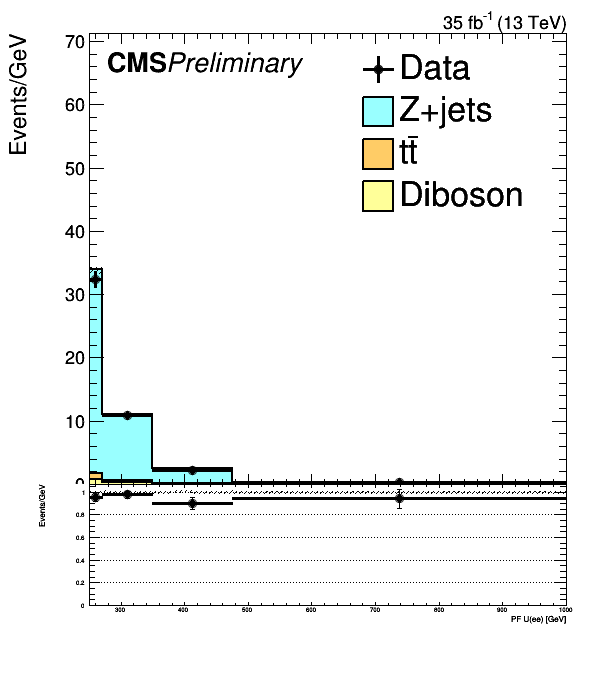 35 fb⁻¹ (13 TeV)
CMS Preliminary
Events/GeV
70
60
50
40
30
20
10
0
Data
Z+jets
tt̄
Diboson
Events/GeV
1
0.8
0.6
0.4
0.2
0
300 400 500 600 700 800 900 1000
PF U(ee) [GeV]